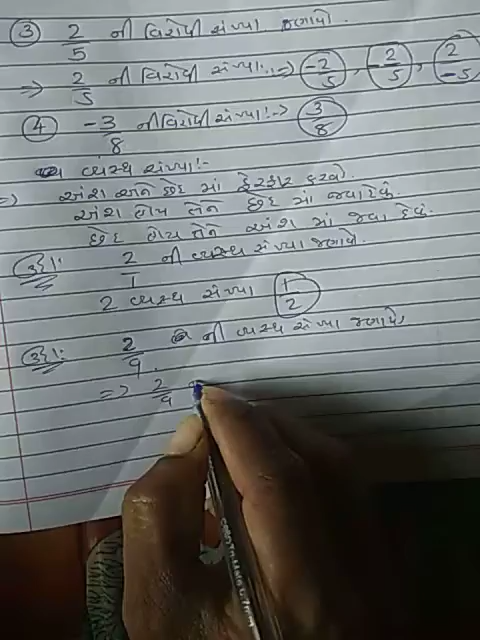 ③ 2/5 ની વિરોધી સંખ્યા જણાવો.
=> 2/5 ની વિરોધી સંખ્યા :-> -2/5 , -2/5 , 2/-5
④ -3/8 ની વિરોધી સંખ્યા :-> 3/8
વ્યસ્થ સંખ્યા :-
=> અંશ અને છેદ માં ફેરફાર કરવો.
અંશ હોય તેને છેદ માં જવા દેવું.
છેદ હોય તેને અંશ માં જવા દેવું.
ઉદા: 2/1 ની વ્યસ્થ સંખ્યા જણાવો.
2 વ્યસ્થ સંખ્યા 1/2
ઉદા: 2/9 ની વ્યસ્થ સંખ્યા જણાવો
=> 2/9